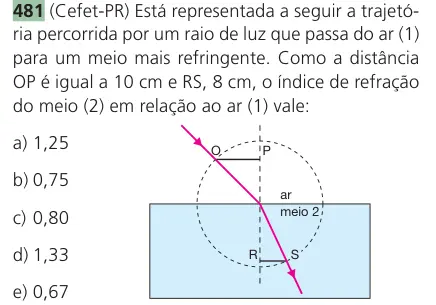 481 (Cefet-PR) Está representada a seguir a trajetó-
ria percorrida por um raio de luz que passa do ar (1)
para um meio mais refringente. Como a distância
OP é igual a 10 cm e RS, 8 cm, o índice de refração
do meio (2) em relação ao ar (1) vale:
a) 1,25
b) 0,75
c) 0,80
d) 1,33
e) 0,67
O P
ar
meio 2
R S